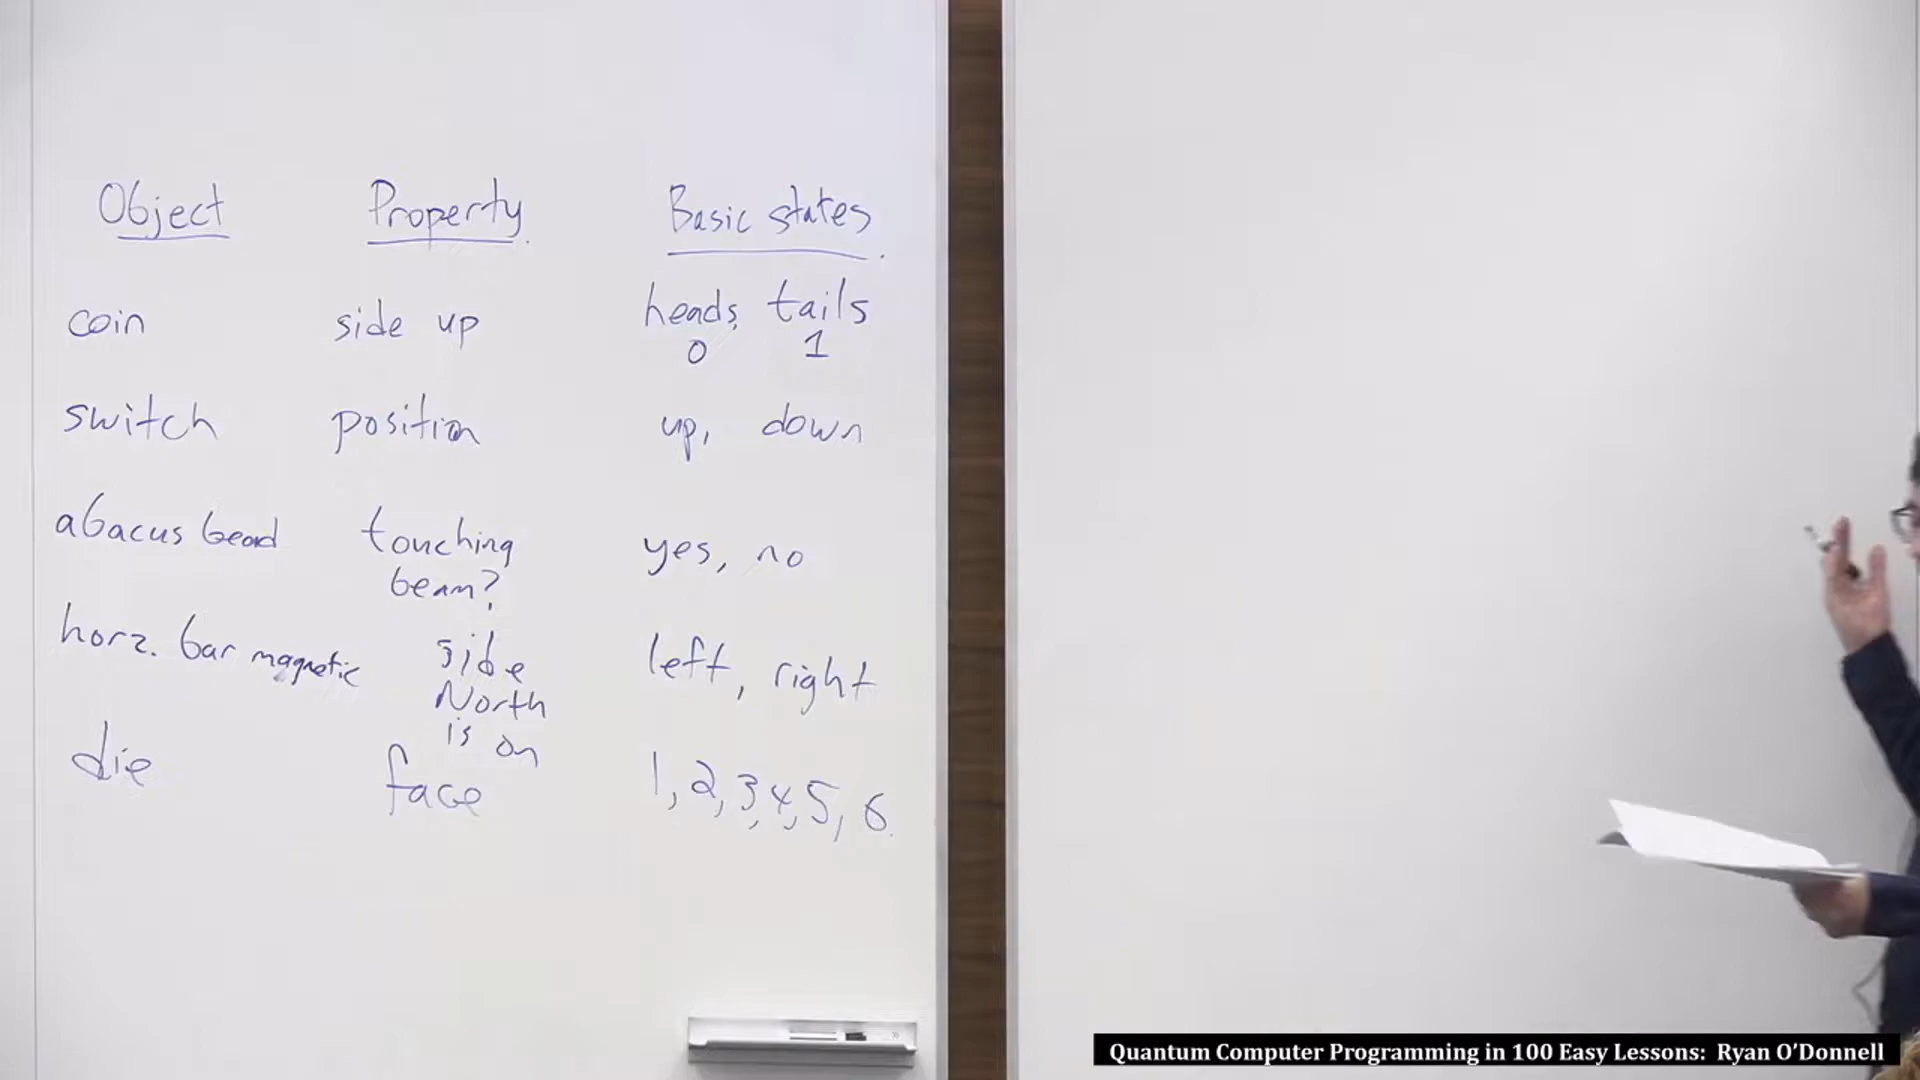 Object Property Basic states
coin side up heads, tails
0 1
switch position up, down
abacus bead touching beam? yes, no
horz. bar magnetic side North is on left, right
die face 1, 2, 3, 4, 5, 6
Quantum Computer Programming in 100 Easy Lessons: Ryan O'Donnell